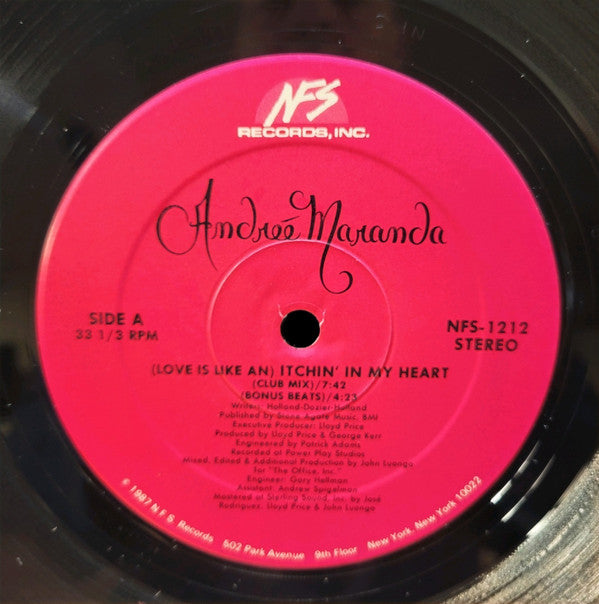 NFS
RECORDS, INC.
Andreé Maranda
SIDE A
33 1/3 RPM
NFS-1212
STEREO
(LOVE IS LIKE AN) ITCHIN' IN MY HEART
(CLUB MIX)/7:42
(BONUS BEATS)/4:23
Writers: Holland-Dozier-Holland
Published by Stone Agate Music, BMI
Executive Producer: Lloyd Price
Produced by Lloyd Price & George Kerr
Engineered by Patrick Adams
Recorded at Power Play Studios
Mixed, Edited & Additional Production by John Luongo
For "The Office, Inc."
Engineer: Gary Hellman
Assistant: Andrew Spigelman
Mastered at Sterling Sound, Inc. by José
Rodriguez, Lloyd Price & John Luongo
© 1987 N F S Records 502 Park Avenue 9th Floor New York, New York 10022